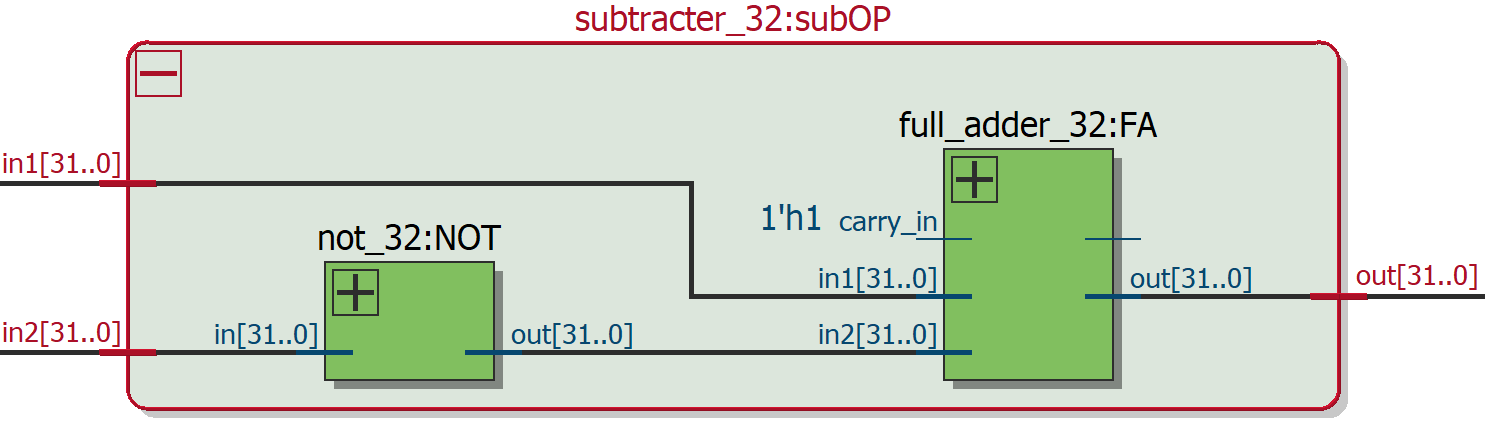 subtracter_32:subOP
full_adder_32:FA
in1[31..0]
1'h1 carry_in
not_32:NOT
in1[31..0]
out[31..0]
out[31..0]
in2[31..0]
in[31..0]
out[31..0]
in2[31..0]